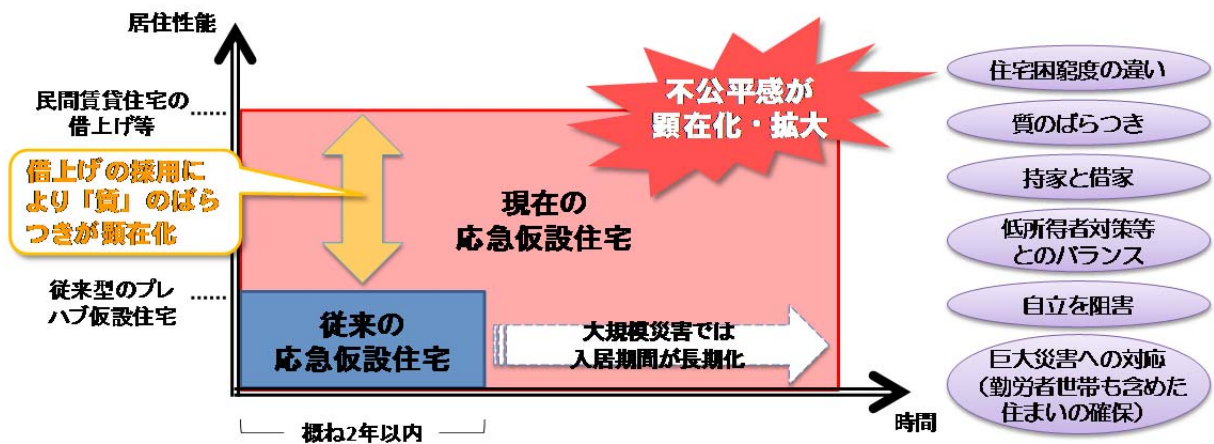 居住性能
民間賃貸住宅の
借上げ等
……
借上げの採用に
より「質」のばら
つきが顕在化
従来型のプレ
ハブ仮設住宅
……
不公平感が
顕在化・拡大
現在の
応急仮設住宅
従来の
応急仮設住宅
大規模災害では
入居期間が長期化
概ね2年以内
時間
住宅困窮度の違い
質のばらつき
持家と借家
低所得者対策等
とのバランス
自立を阻害
巨大災害への対応
（勤労者世帯も含めた
住まいの確保）